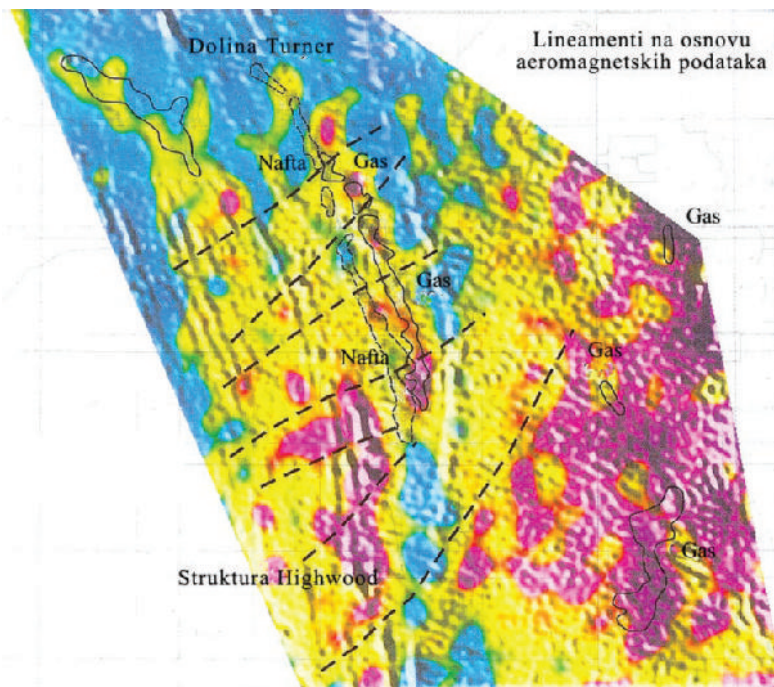 Dolina Turner
Lineamenti na osnovu
aeromagnetskih podataka
Nafta
Gas
Gas
Gas
Nafta
Gas
Gas
Struktura Highwood